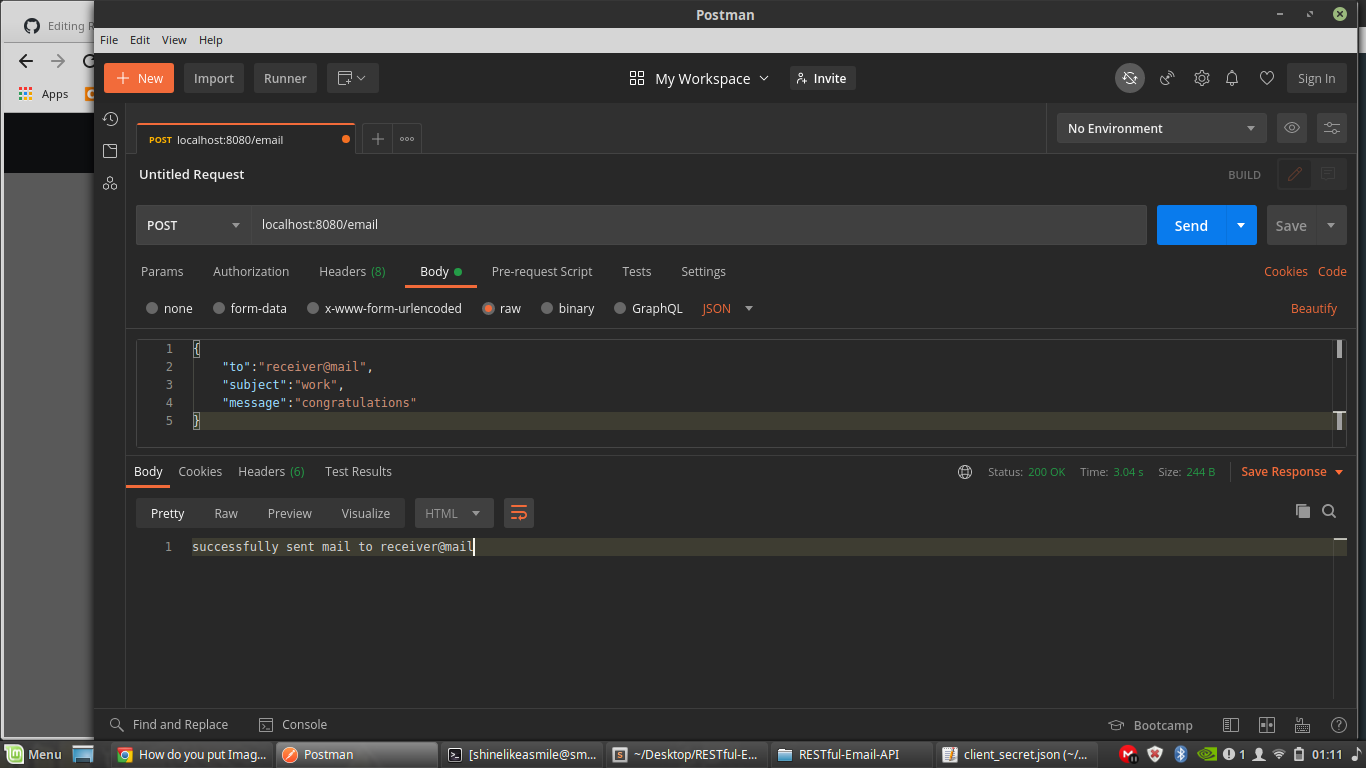 Postman
Editing R
File Edit View Help
New Import Runner My Workspace Invite Sign In
Apps
POST localhost:8080/email No Environment
Untitled Request BUILD
POST localhost:8080/email Send Save
Params Authorization Headers (8) Body Pre-request Script Tests Settings Cookies Code
none form-data x-www-form-urlencoded raw binary GraphQL JSON Beautify
1 {
2 "to":"receiver@mail",
3 "subject":"work",
4 "message":"congratulations"
5 }
Body Cookies Headers (6) Test Results Status: 200 OK Time: 3.04 s Size: 244 B Save Response
Pretty Raw Preview Visualize HTML
1 successfully sent mail to receiver@mail
Find and Replace Console Bootcamp
Menu How do you put Imag... Postman [shinelikeasmile@sm... ~/Desktop/RESTful-E... RESTful-Email-API client_secret.json (~/... 1 01:11